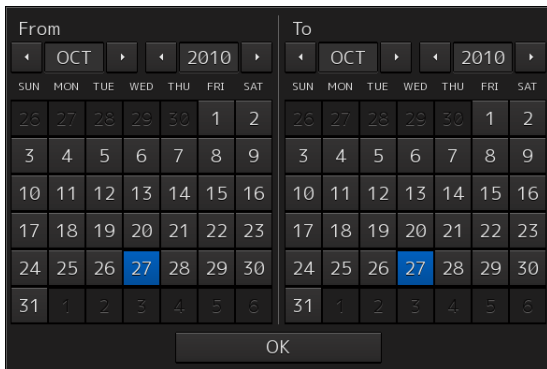 From To
OCT 2010 OCT 2010
SUN MON TUE WED THU FRI SAT SUN MON TUE WED THU FRI SAT
26 27 28 29 30 1 2 26 27 28 29 30 1 2
3 4 5 6 7 8 9 3 4 5 6 7 8 9
10 11 12 13 14 15 16 10 11 12 13 14 15 16
17 18 19 20 21 22 23 17 18 19 20 21 22 23
24 25 26 27 28 29 30 24 25 26 27 28 29 30
31 1 2 3 4 5 6 31 1 2 3 4 5 6
OK